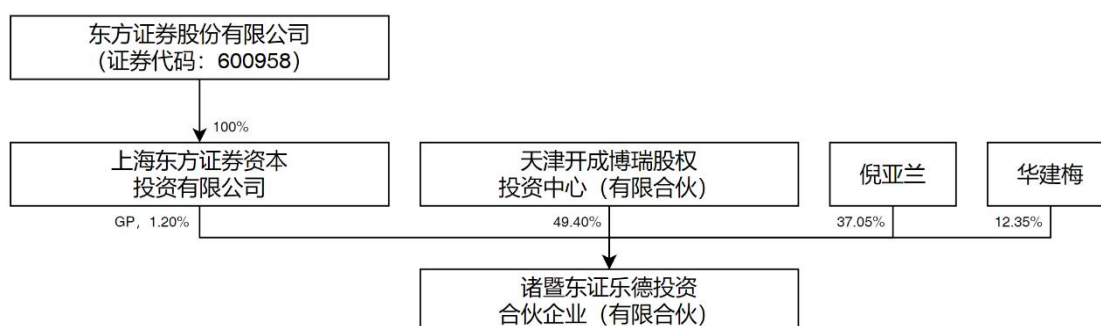 东方证券股份有限公司
（证券代码：600958）
100%
上海东方证券资本
投资有限公司
天津开成博瑞股权
投资中心（有限合伙）
倪亚兰
华建梅
GP，1.20%
49.40%
37.05%
12.35%
诸暨东证乐德投资
合伙企业（有限合伙）